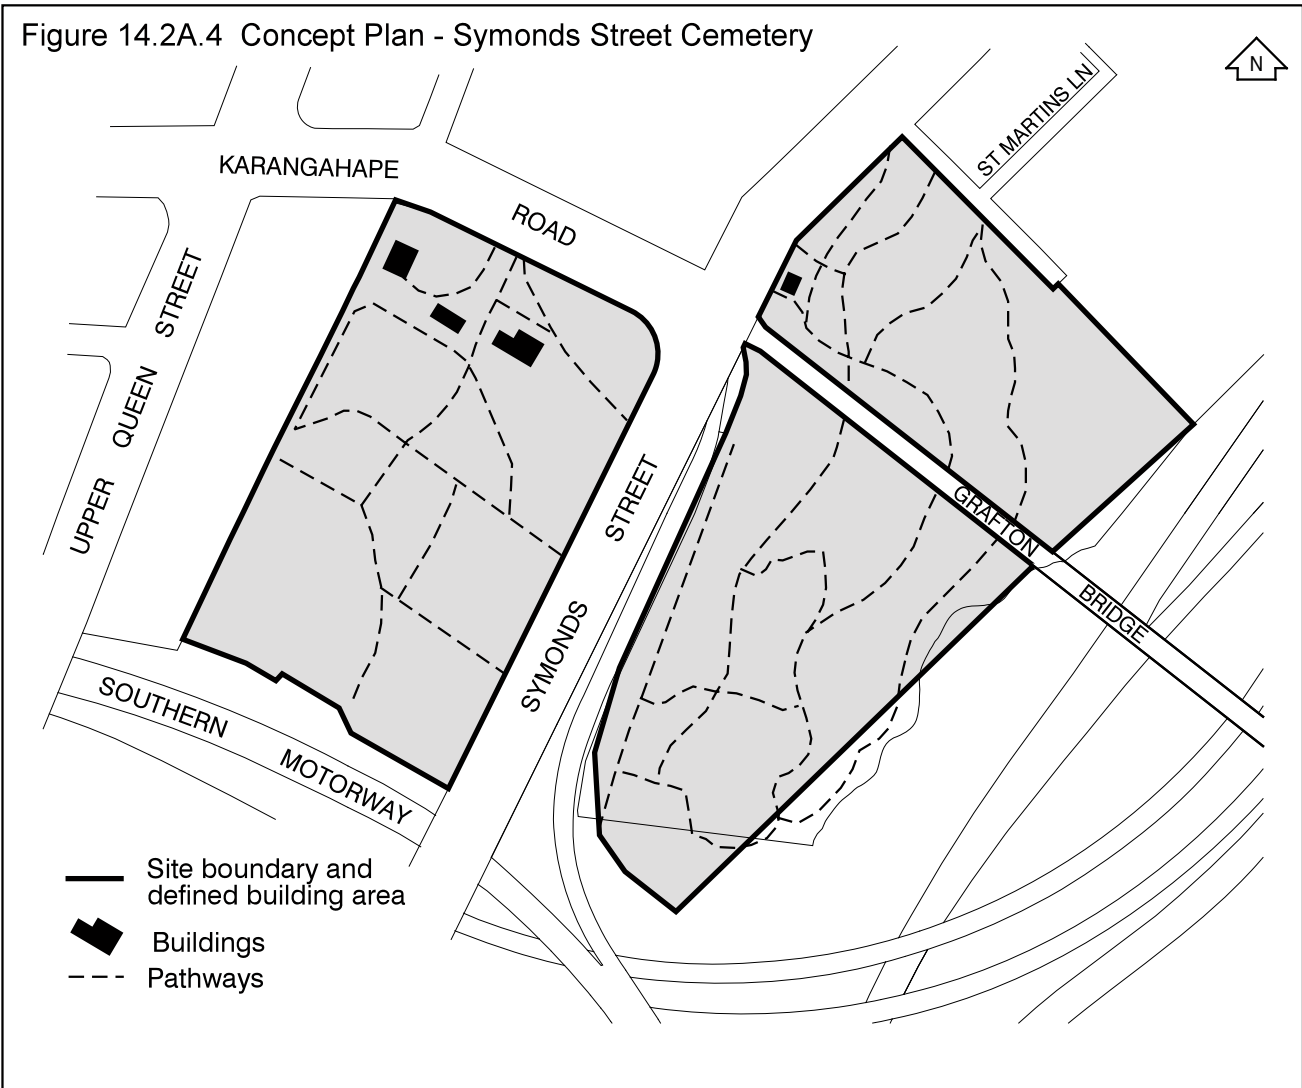 Figure 14.2A.4 Concept Plan - Symonds Street Cemetery
N
ST MARTINS LN
KARANGAHAPE
ROAD
UPPER QUEEN STREET
SYMONDS STREET
GRAFTON
BRIDGE
SOUTHERN MOTORWAY
Site boundary and
defined building area
Buildings
Pathways